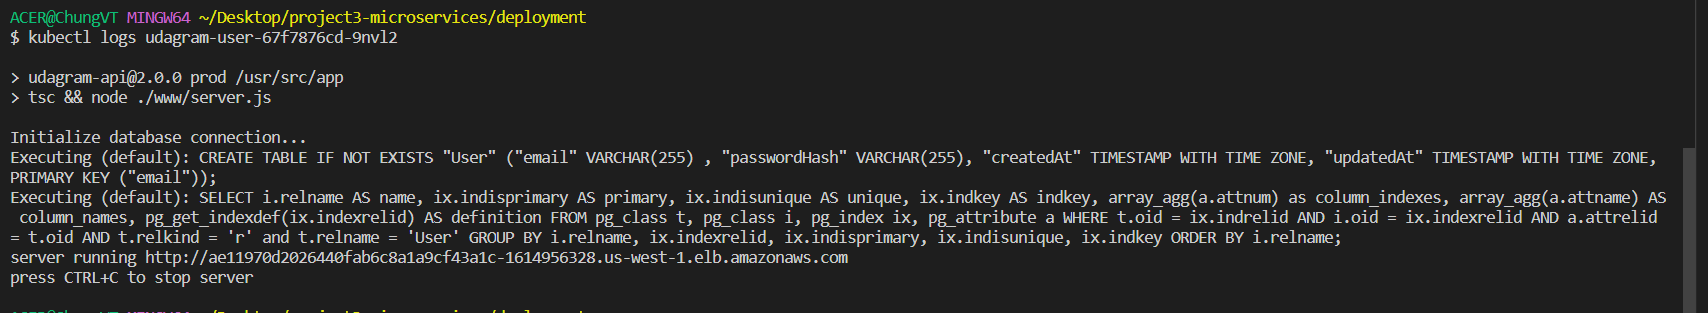 ACER@ChungVT MINGW64 ~/Desktop/project3-microservices/deployment
$ kubectl logs udagram-user-67f7876cd-9nvl2
> udagram-api@2.0.0 prod /usr/src/app
> tsc && node ./www/server.js
Initialize database connection...
Executing (default): CREATE TABLE IF NOT EXISTS "User" ("email" VARCHAR(255) , "passwordHash" VARCHAR(255), "createdAt" TIMESTAMP WITH TIME ZONE, "updatedAt" TIMESTAMP WITH TIME ZONE,
PRIMARY KEY ("email"));
Executing (default): SELECT i.relname AS name, ix.indisprimary AS primary, ix.indisunique AS unique, ix.indkey AS indkey, array_agg(a.attnum) as column_indexes, array_agg(a.attname) AS
column_names, pg_get_indexdef(ix.indexrelid) AS definition FROM pg_class t, pg_class i, pg_index ix, pg_attribute a WHERE t.oid = ix.indrelid AND i.oid = ix.indexrelid AND a.attrelid
= t.oid AND t.relkind = 'r' and t.relname = 'User' GROUP BY i.relname, ix.indexrelid, ix.indisprimary, ix.indisunique, ix.indkey ORDER BY i.relname;
server running http://ae11970d2026440fab6c8a1a9cf43a1c-1614956328.us-west-1.elb.amazonaws.com
press CTRL+C to stop server